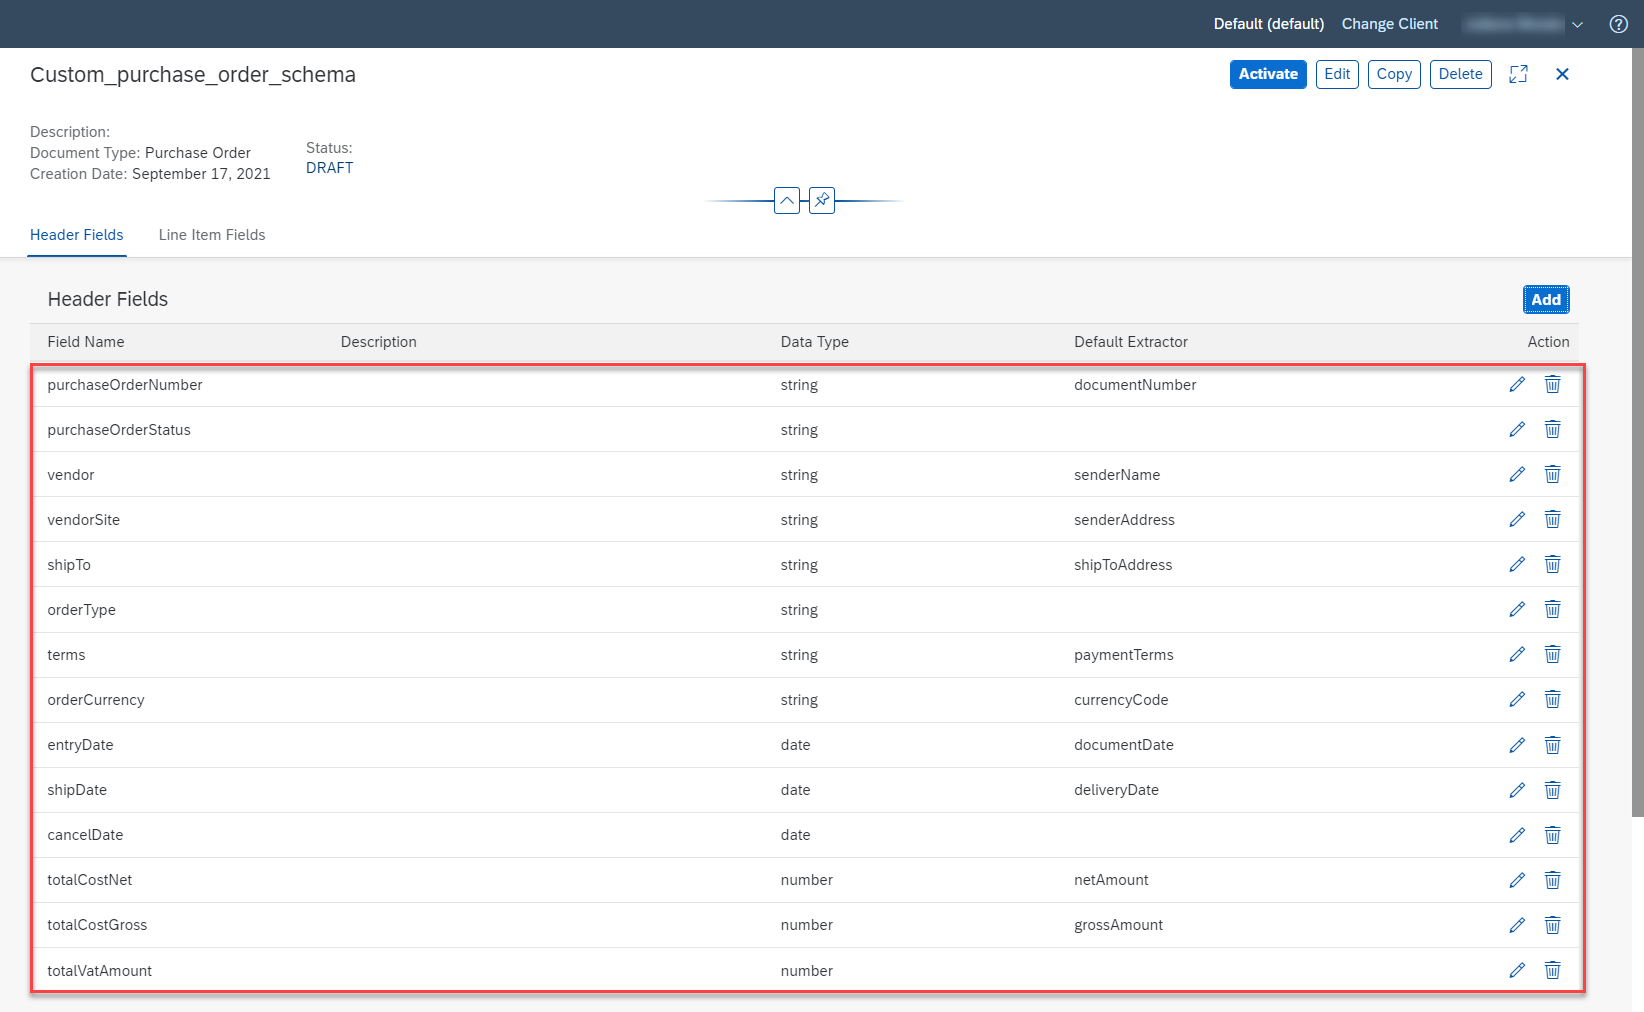 Default (default) Change Client
Custom_purchase_order_schema
Activate Edit Copy Delete
Description:
Document Type: Purchase Order
Creation Date: September 17, 2021
Status:
DRAFT
Header Fields Line Item Fields
Header Fields Add
Field Name Description Data Type Default Extractor Action
purchaseOrderNumber string documentNumber
purchaseOrderStatus string
vendor string senderName
vendorSite string senderAddress
shipTo string shipToAddress
orderType string
terms string paymentTerms
orderCurrency string currencyCode
entryDate date documentDate
shipDate date deliveryDate
cancelDate date
totalCostNet number netAmount
totalCostGross number grossAmount
totalVatAmount number